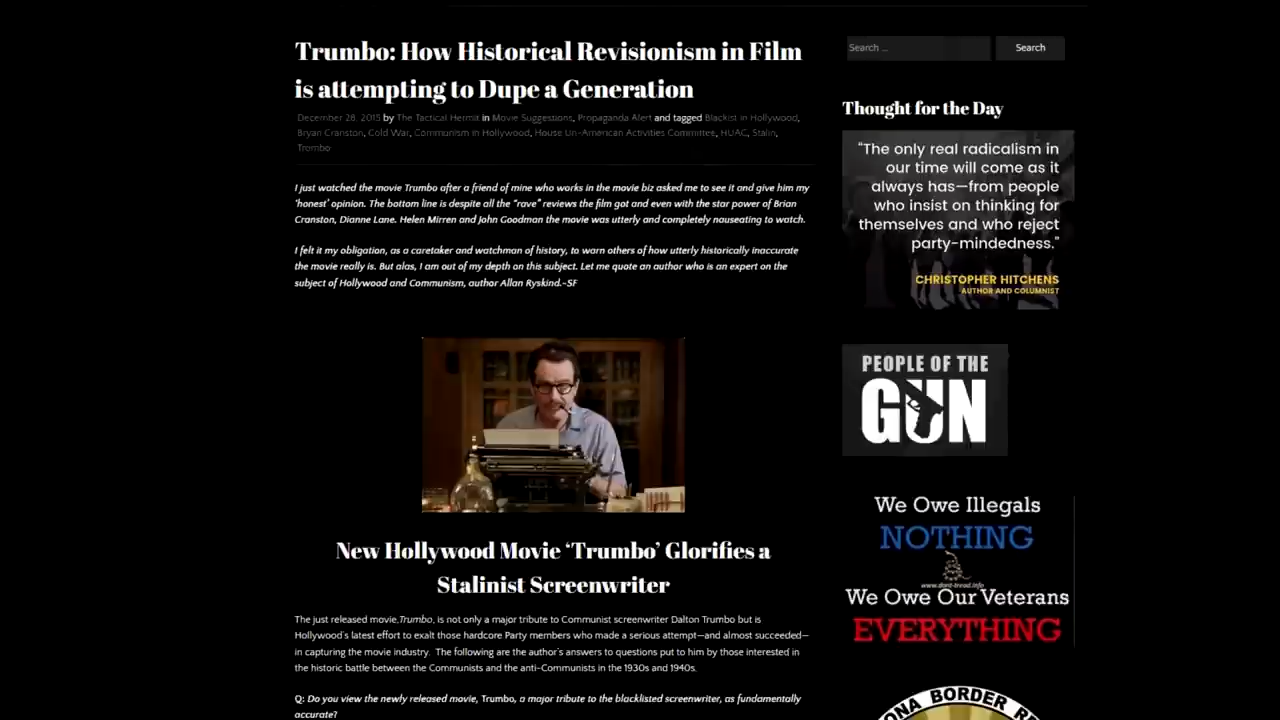 Trumbo: How Historical Revisionism in Film
is attempting to Dupe a Generation
December 28, 2015 by The Tactical Hermit in Movie Suggestions, Propaganda Alert and tagged Blacklist in Hollywood,
Bryan Cranston, Cold War, Communism in Hollywood, House Un-American Activities Committee, HUAC, Stalin,
Trombo
I just watched the movie Trumbo after a friend of mine who works in the movie biz asked me to see it and give him my
'honest' opinion. The bottom line is despite all the "rave" reviews the film got and even with the star power of Brian
Cranston, Dianne Lane. Helen Mirren and John Goodman the movie was utterly and completely nauseating to watch.
I felt it my obligation, as a caretaker and watchman of history, to warn others of how utterly historically inaccurate
the movie really is. But alas, I am out of my depth on this subject. Let me quote an author who is an expert on the
subject of Hollywood and Communism, author Allan Ryskind.-SF
New Hollywood Movie 'Trumbo' Glorifies a
Stalinist Screenwriter
The just released movie,Trumbo, is not only a major tribute to Communist screenwriter Dalton Trumbo but is
Hollywood's latest effort to exalt those hardcore Party members who made a serious attempt—and almost succeeded—
in capturing the movie industry. The following are the author's answers to questions put to him by those interested in
the historic battle between the Communists and the anti-Communists in the 1930s and 1940s.
Q: Do you view the newly released movie, Trumbo, a major tribute to the blacklisted screenwriter, as fundamentally
accurate?
Search ...
Search
Thought for the Day
"The only real radicalism in
our time will come as it
always has—from people
who insist on thinking for
themselves and who reject
party-mindedness."
CHRISTOPHER HITCHENS
AUTHOR AND COLUMNIST
PEOPLE OF THE
GUN
We Owe Illegals
NOTHING
www.dont-tread.info
We Owe Our Veterans
EVERYTHING
ONA BORDER RE